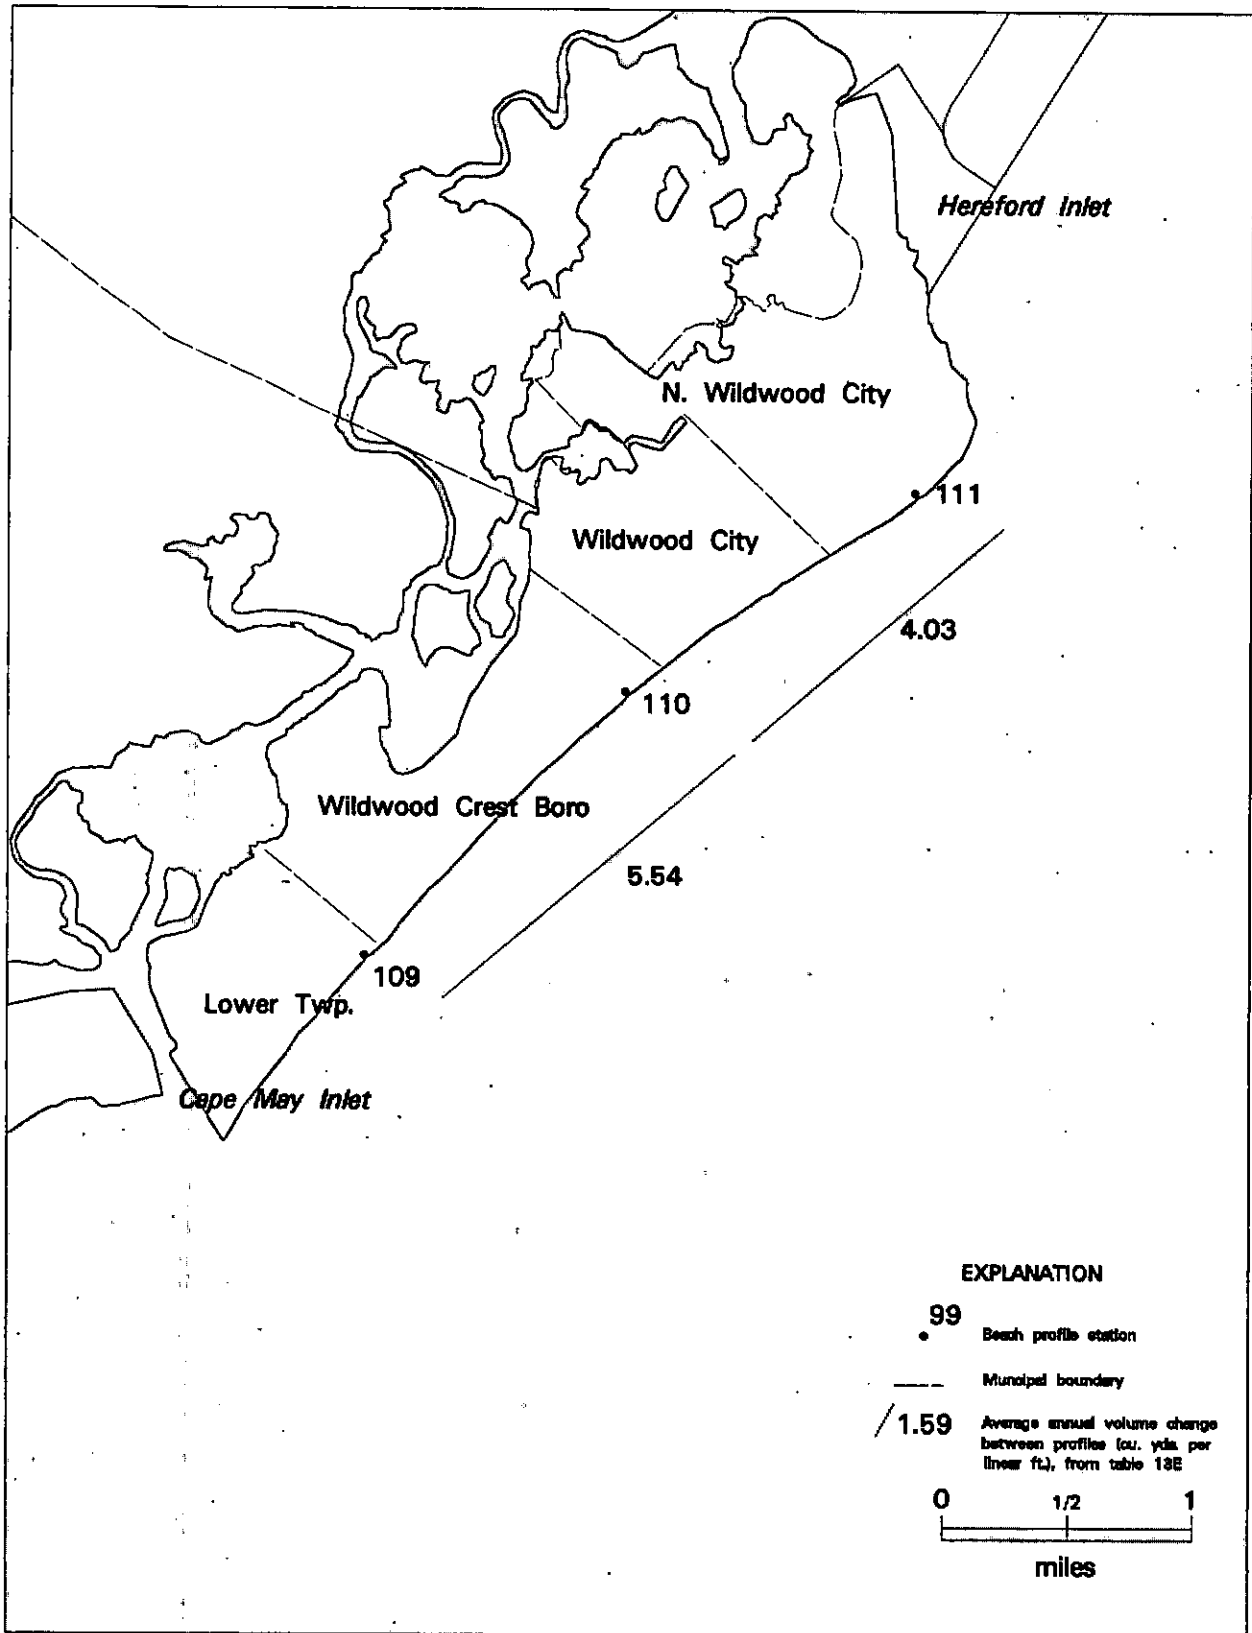 Hereford Inlet
N. Wildwood City
111
Wildwood City
4.03
110
Wildwood Crest Boro
5.54
109
Lower Twp.
Cape May Inlet
EXPLANATION
99
Beach profile station
Muncipal boundary
1.59
Average annual volume change
between profiles (cu. yds. per
linear ft.), from table 13E
0 1/2 1
miles